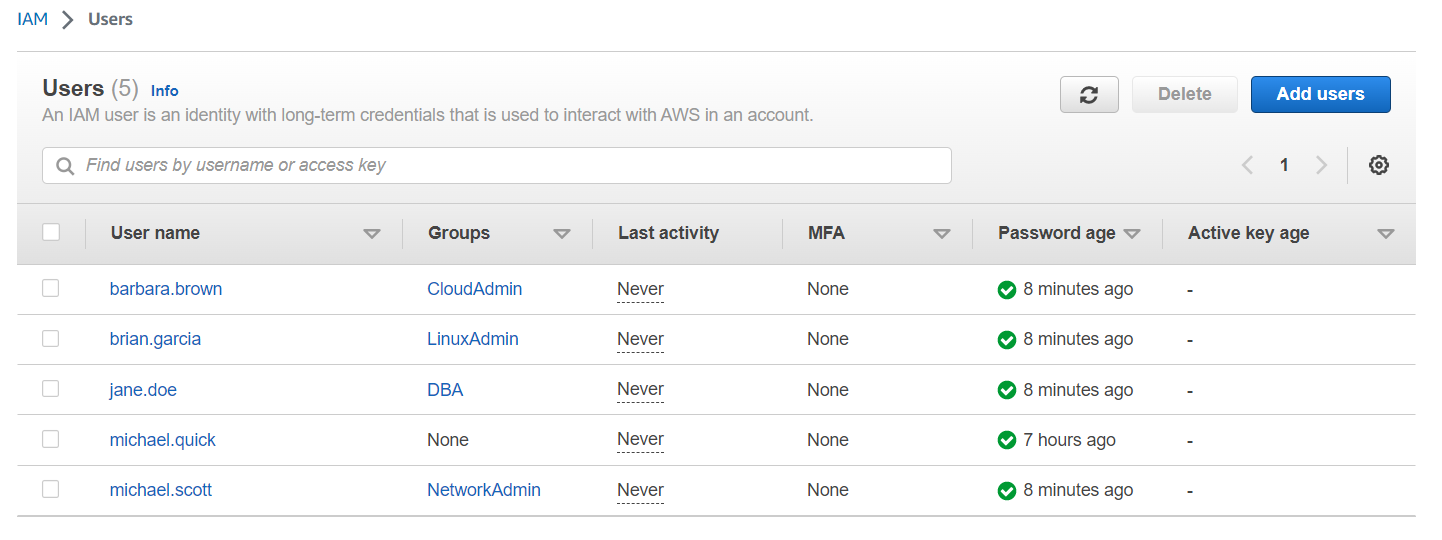 IAM > Users
Users (5) Info
An IAM user is an identity with long-term credentials that is used to interact with AWS in an account.
Delete
Add users
Find users by username or access key
1
User name Groups Last activity MFA Password age Active key age
barbara.brown CloudAdmin Never None 8 minutes ago -
brian.garcia LinuxAdmin Never None 8 minutes ago -
jane.doe DBA Never None 8 minutes ago -
michael.quick None Never None 7 hours ago -
michael.scott NetworkAdmin Never None 8 minutes ago -